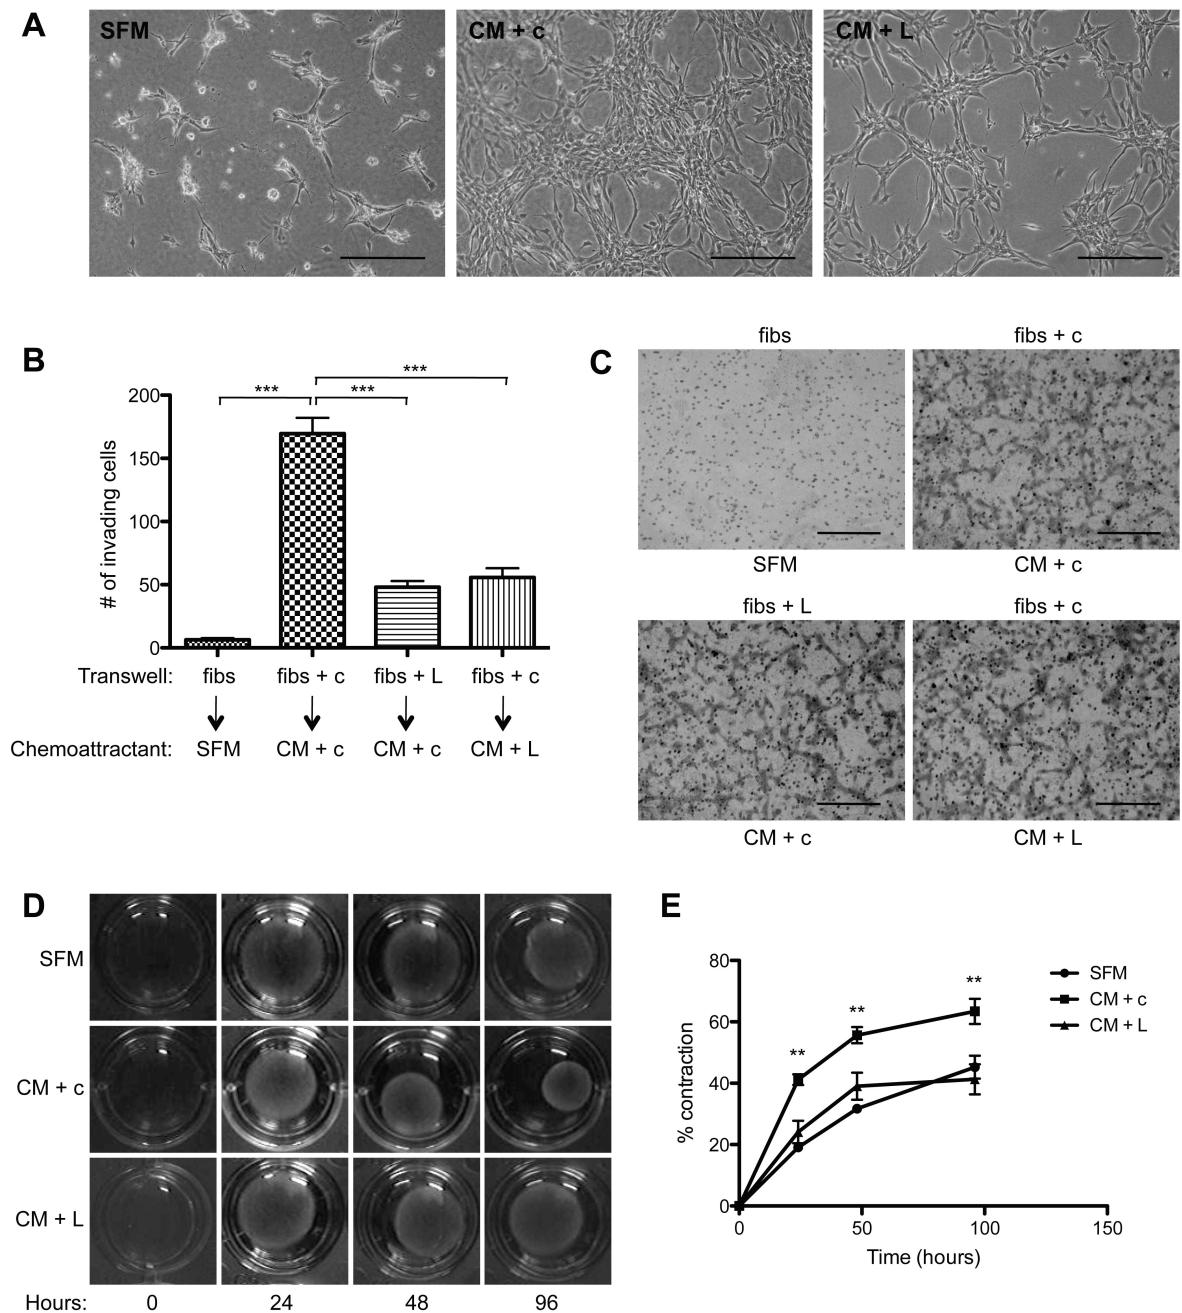 A
SFM
CM + c
CM + L
B
***
***
***
200
150
100
50
0
# of invading cells
Transwell: fibs fibs + c fibs + L fibs + c
Chemoattractant: SFM CM + c CM + c CM + L
C
fibs fibs + c
SFM CM + c
fibs + L fibs + c
CM + c CM + L
D
SFM
CM + c
CM + L
Hours: 0 24 48 96
E
80
60
40
20
0
% contraction
**
**
**
SFM
CM + c
CM + L
0 50 100 150
Time (hours)